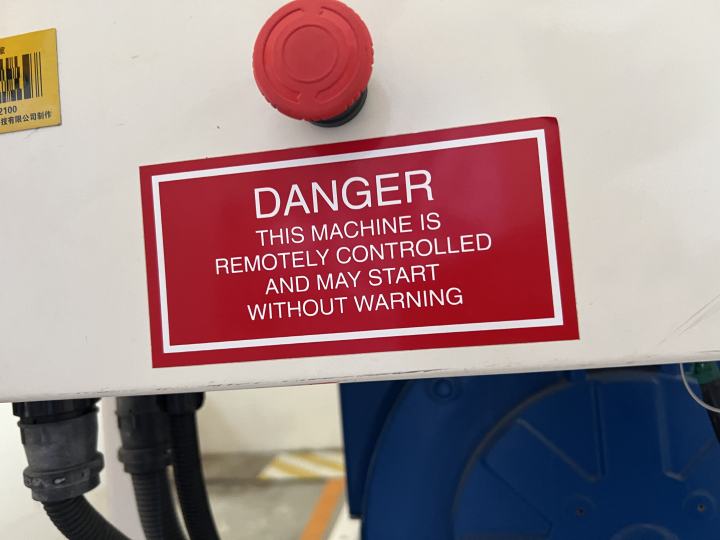 家
2100
技有限公司制作
DANGER
THIS MACHINE IS
REMOTELY CONTROLLED
AND MAY START
WITHOUT WARNING